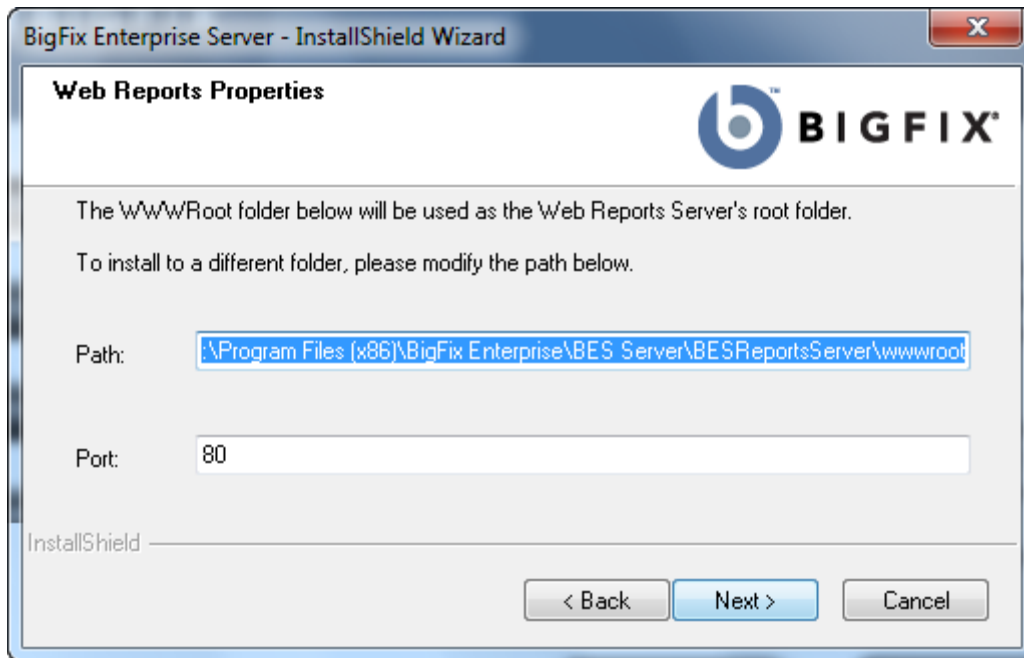 BigFix Enterprise Server - InstallShield Wizard
Web Reports Properties
BIGFIX
The WWWRoot folder below will be used as the Web Reports Server's root folder.
To install to a different folder, please modify the path below.
Path: :\Program Files (x86)\BigFix Enterprise\BES Server\BESReportsServer\wwwroot
Port: 80
InstallShield
< Back Next > Cancel